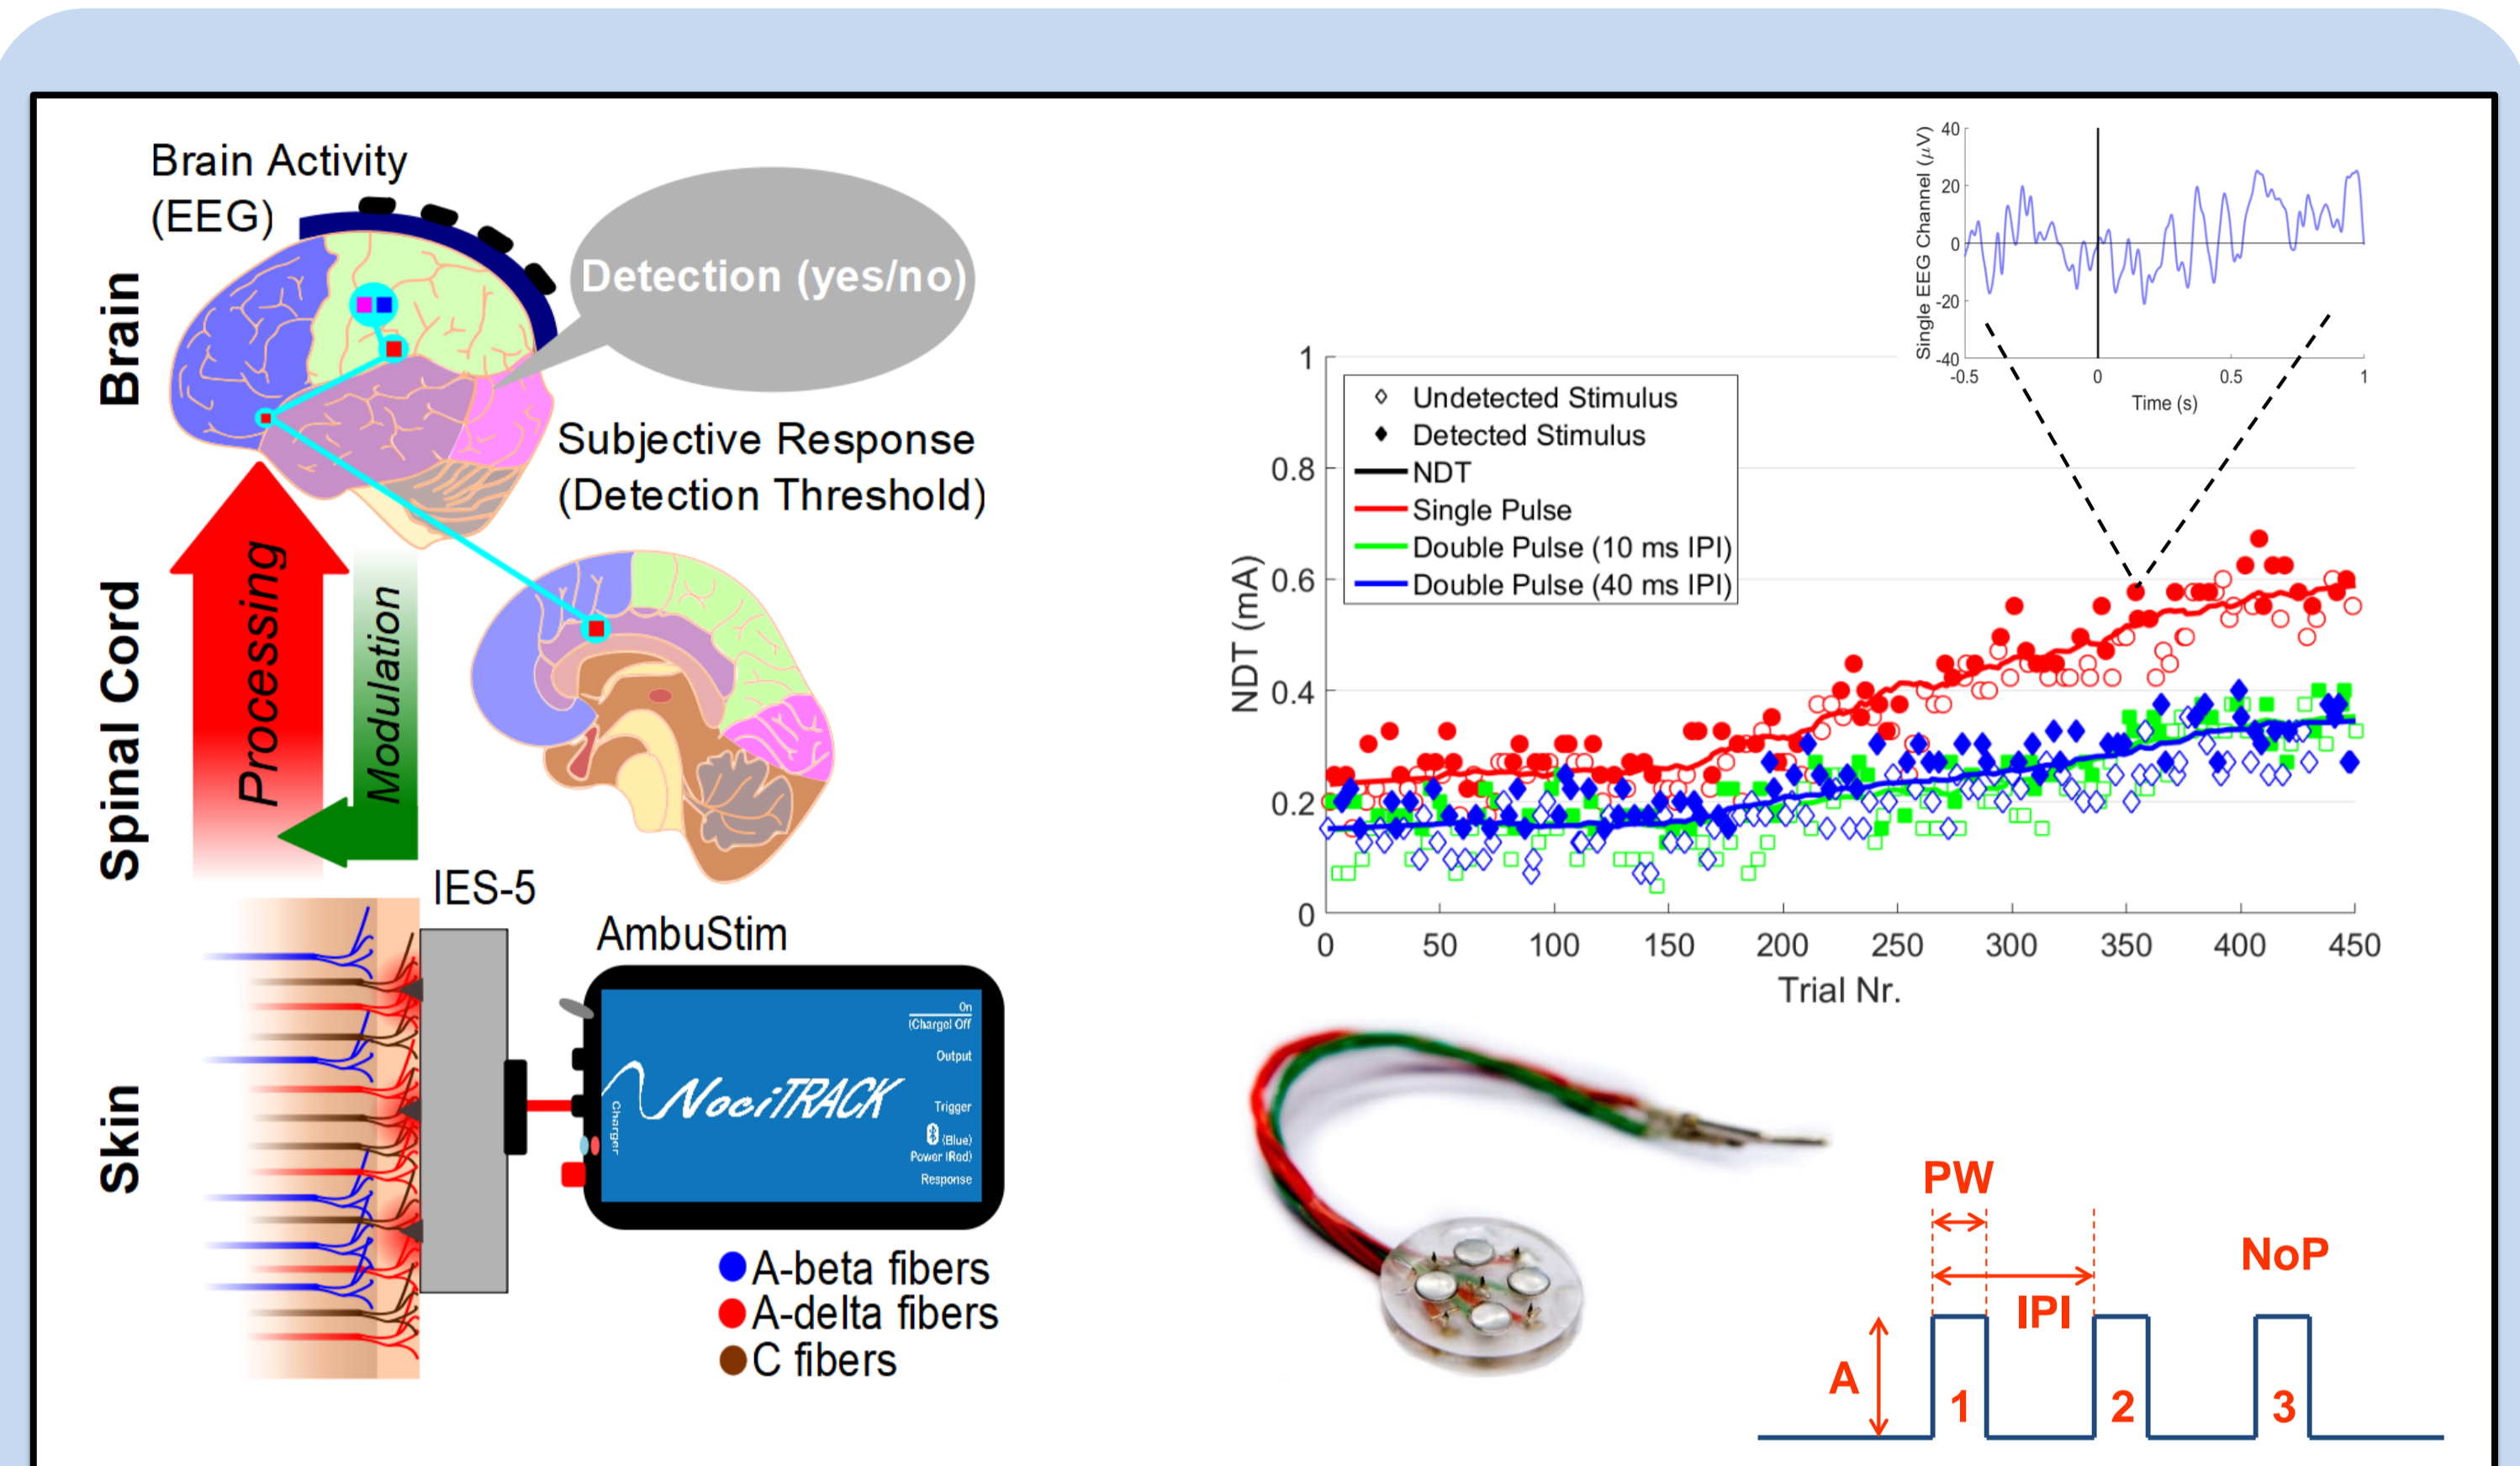 Brain Activity
(EEG)
Detection (yes/no)
Brain
Subjective Response
(Detection Threshold)
Processing
Modulation
Spinal Cord
IES-5
AmbuStim
Skin
On
(Charge) Off
Output
NociTRACK
Charger
Trigger
(Blue)
Power (Red)
Response
A-beta fibers
A-delta fibers
C fibers
Single EEG Channel (μV)
40
20
0
-20
-40
-0.5
0
0.5
1
Time (s)
Undetected Stimulus
Detected Stimulus
NDT
Single Pulse
Double Pulse (10 ms IPI)
Double Pulse (40 ms IPI)
NDT (mA)
1
0.8
0.6
0.4
0.2
0
0
50
100
150
200
250
300
350
400
450
Trial Nr.
PW
NoP
IPI
A
1
2
3